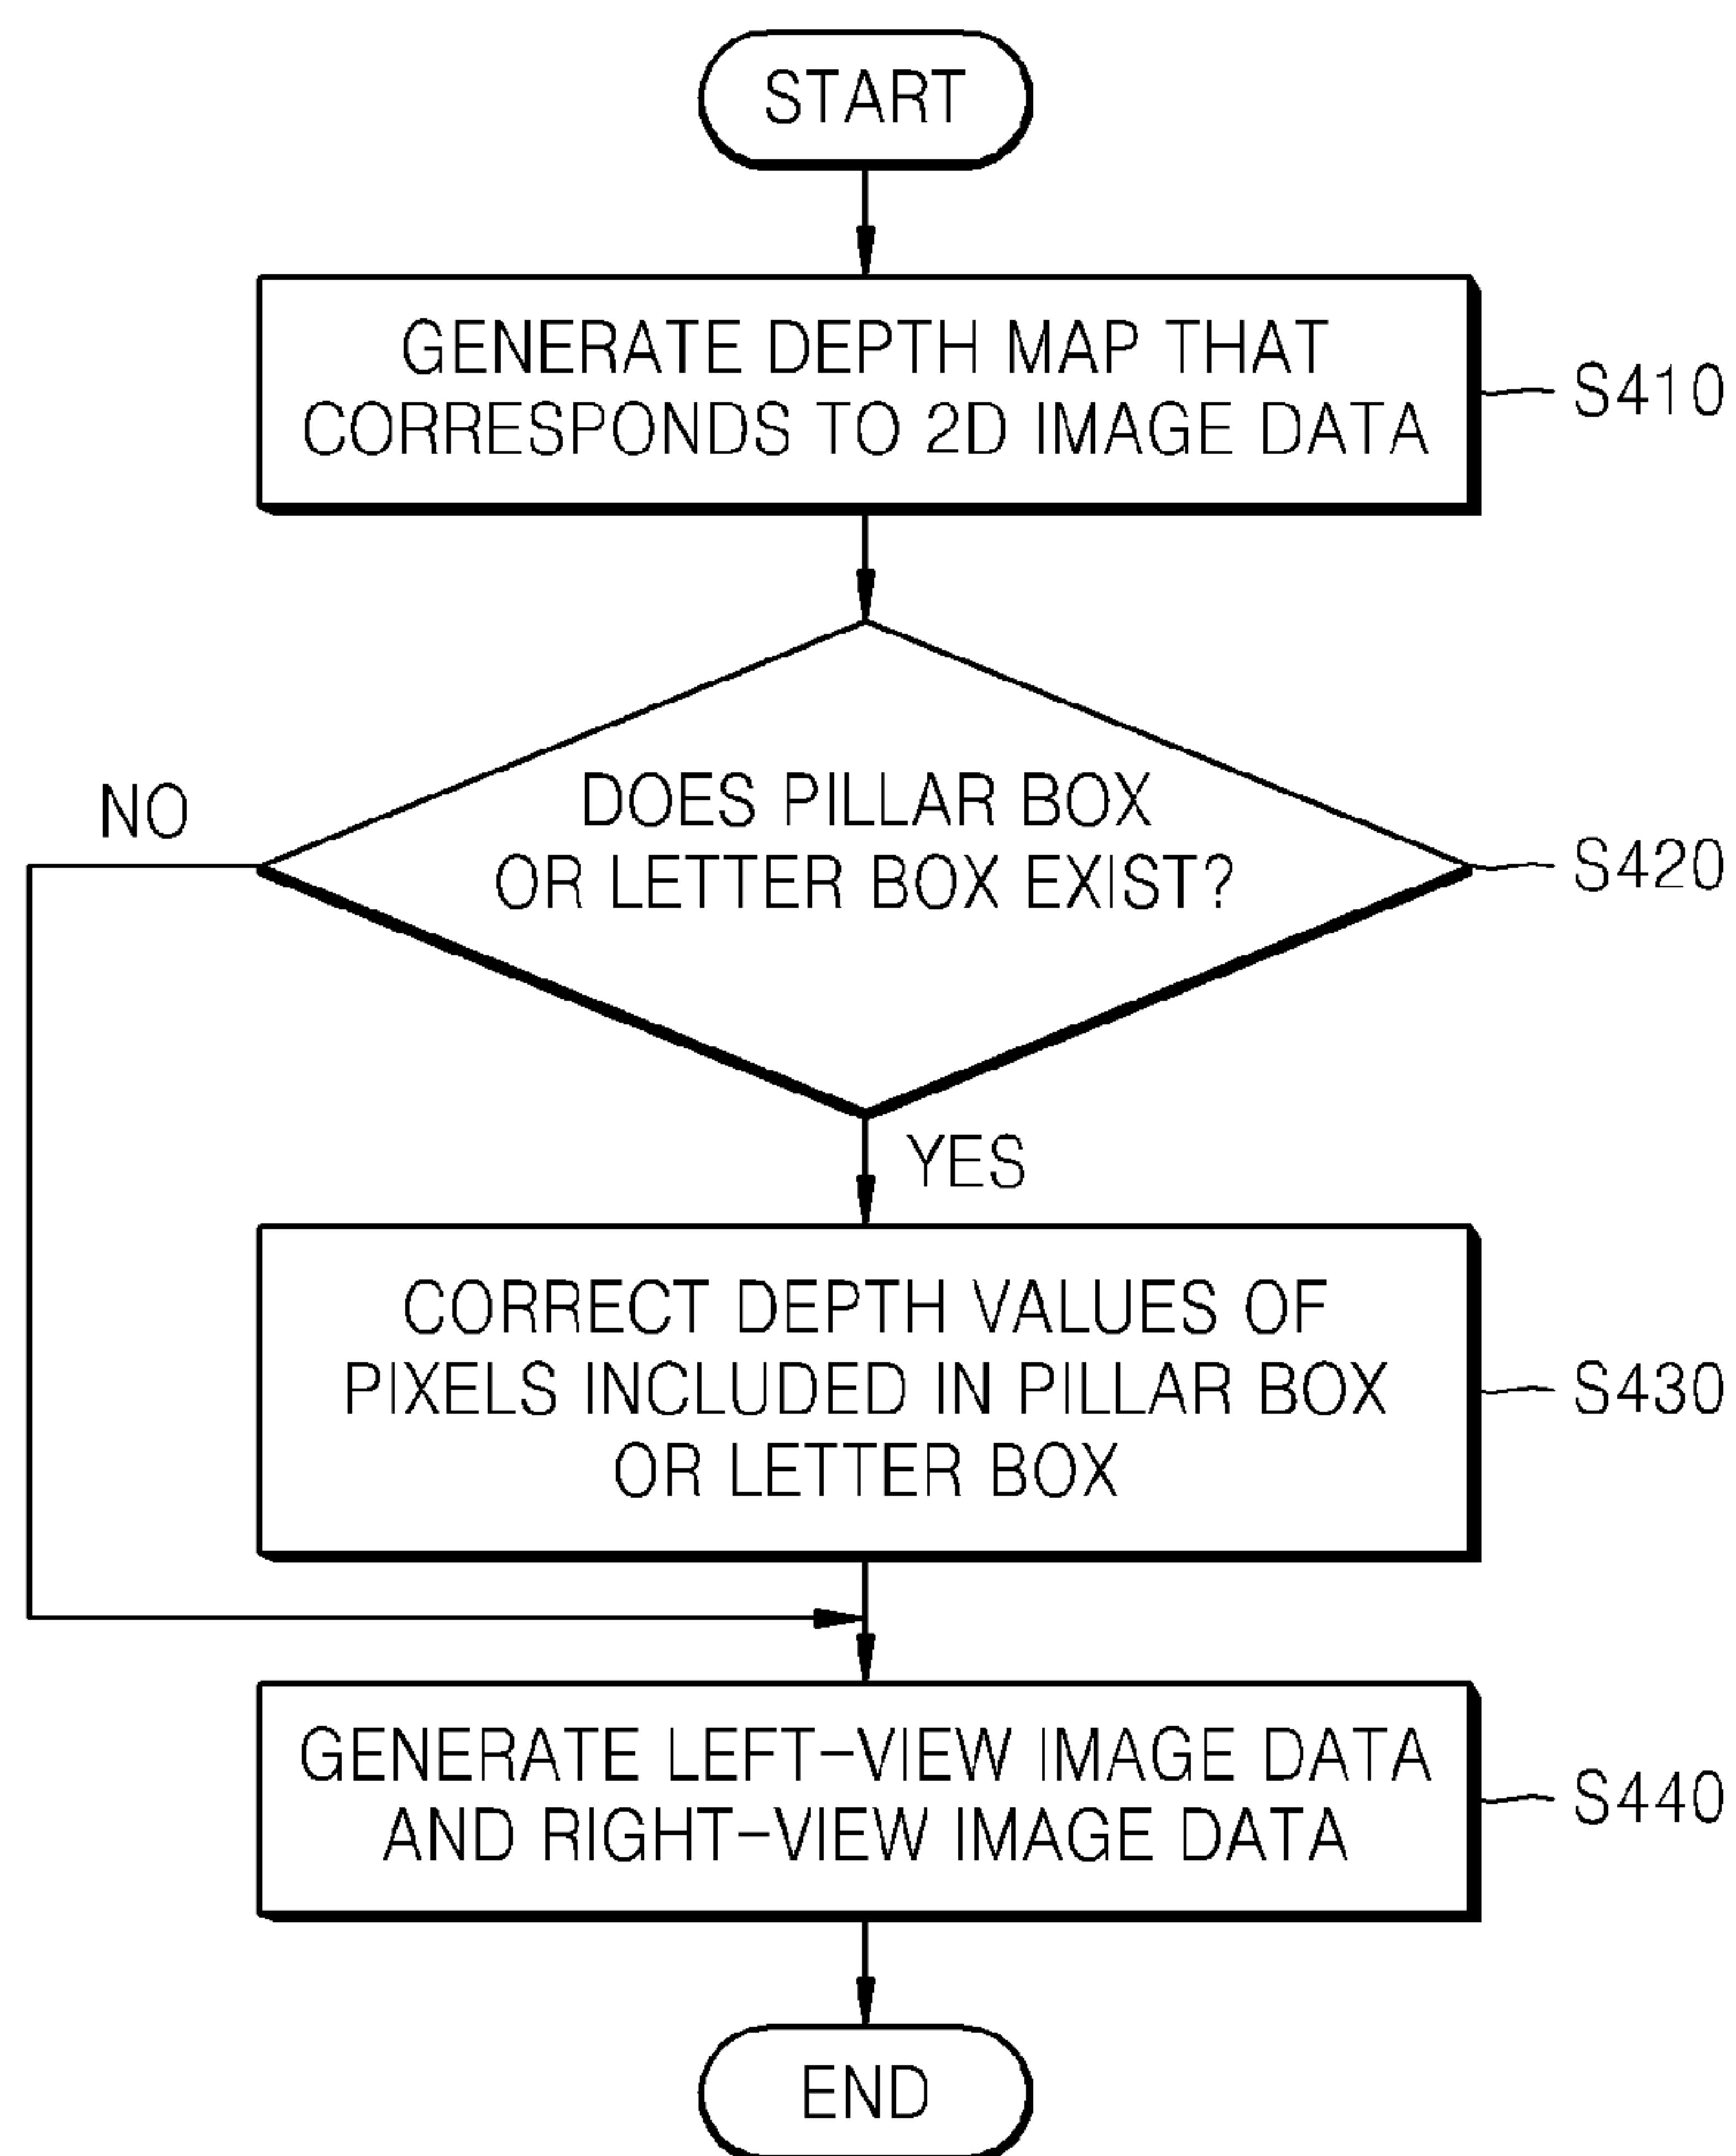 START
GENERATE DEPTH MAP THAT
CORRESPONDS TO 2D IMAGE DATA
S410
NO
DOES PILLAR BOX
OR LETTER BOX EXIST?
S420
YES
CORRECT DEPTH VALUES OF
PIXELS INCLUDED IN PILLAR BOX
OR LETTER BOX
S430
GENERATE LEFT-VIEW IMAGE DATA
AND RIGHT-VIEW IMAGE DATA
S440
END